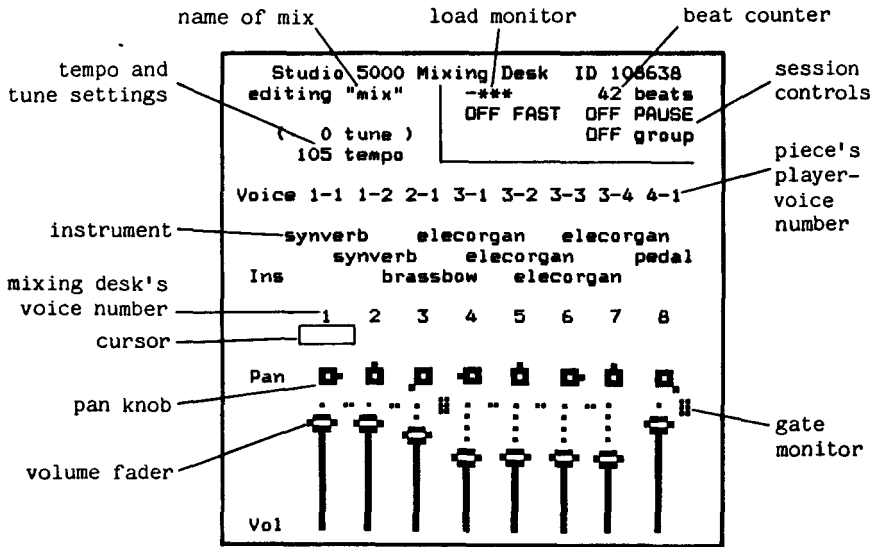 name of mix load monitor beat counter
tempo and tune settings
Studio 5000 Mixing Desk ID 108638
editing "mix" -*** 42 beats
OFF FAST OFF PAUSE
( 0 tune ) OFF group
105 tempo
session controls
Voice 1-1 1-2 2-1 3-1 3-2 3-3 3-4 4-1
piece's player-voice number
instrument
synverb elecorgan elecorgan
synverb elecorgan pedal
Ins brassbow elecorgan
mixing desk's voice number
1 2 3 4 5 6 7 8
cursor
Pan
pan knob
gate monitor
volume fader
Vol